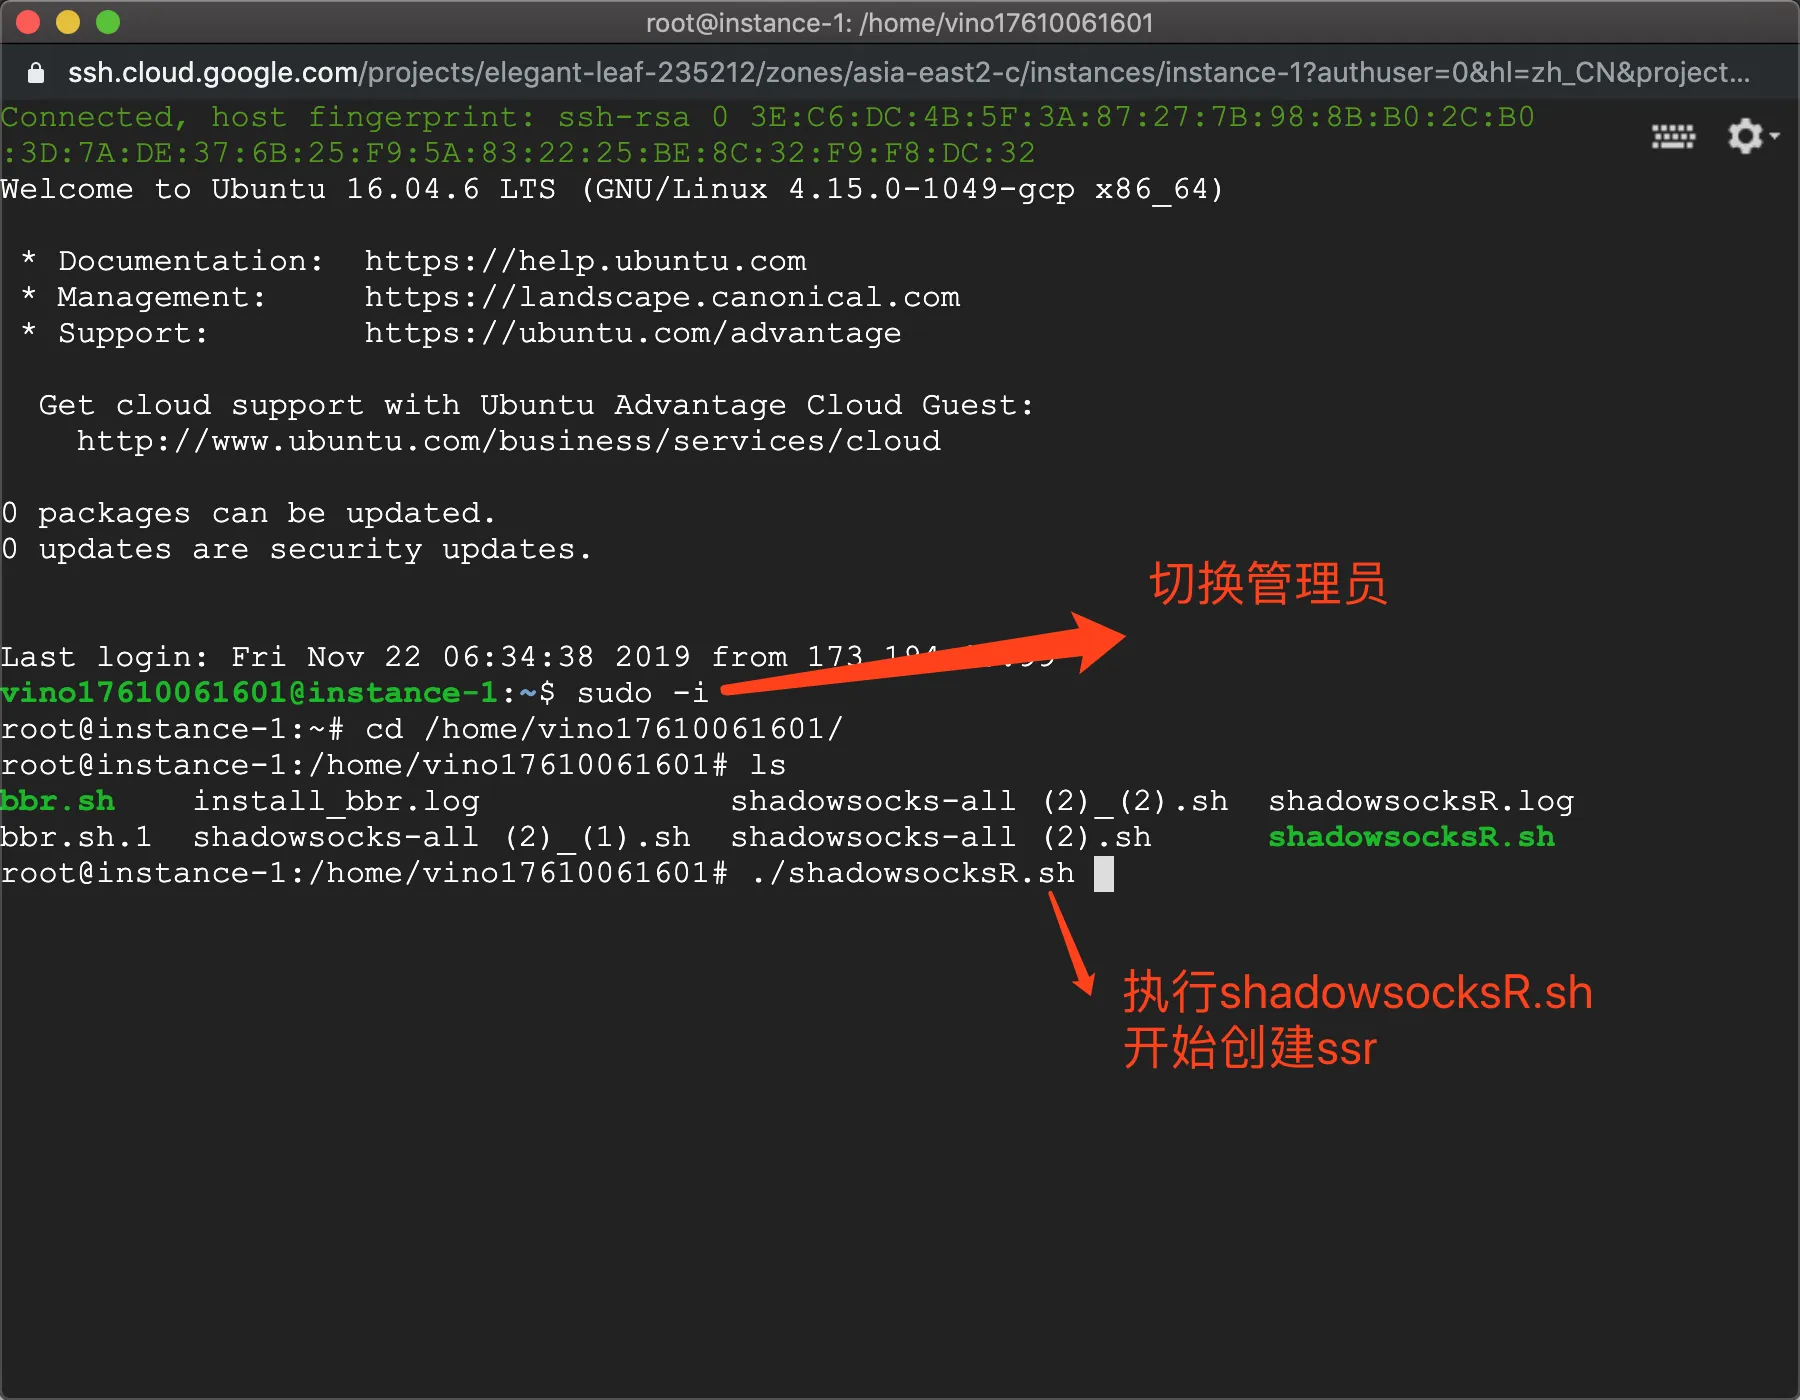 root@instance-1: /home/vino17610061601
ssh.cloud.google.com/projects/elegant-leaf-235212/zones/asia-east2-c/instances/instance-1?authuser=0&hl=zh_CN&project...
Connected, host fingerprint: ssh-rsa 0 3E:C6:DC:4B:5F:3A:87:27:7B:98:8B:B0:2C:B0
:3D:7A:DE:37:6B:25:F9:5A:83:22:25:BE:8C:32:F9:F8:DC:32
Welcome to Ubuntu 16.04.6 LTS (GNU/Linux 4.15.0-1049-gcp x86_64)
* Documentation:  https://help.ubuntu.com
* Management:     https://landscape.canonical.com
* Support:        https://ubuntu.com/advantage
Get cloud support with Ubuntu Advantage Cloud Guest:
http://www.ubuntu.com/business/services/cloud
0 packages can be updated.
0 updates are security updates.
切换管理员
Last login: Fri Nov 22 06:34:38 2019 from
vino17610061601@instance-1:~$ sudo -i
root@instance-1:~# cd /home/vino17610061601/
root@instance-1:/home/vino17610061601# ls
bbr.sh    install_bbr.log             shadowsocks-all (2)_(2).sh  shadowsocksR.log
bbr.sh.1  shadowsocks-all (2)_(1).sh  shadowsocks-all (2).sh      shadowsocksR.sh
root@instance-1:/home/vino17610061601# ./shadowsocksR.sh
执行shadowsocksR.sh
开始创建ssr